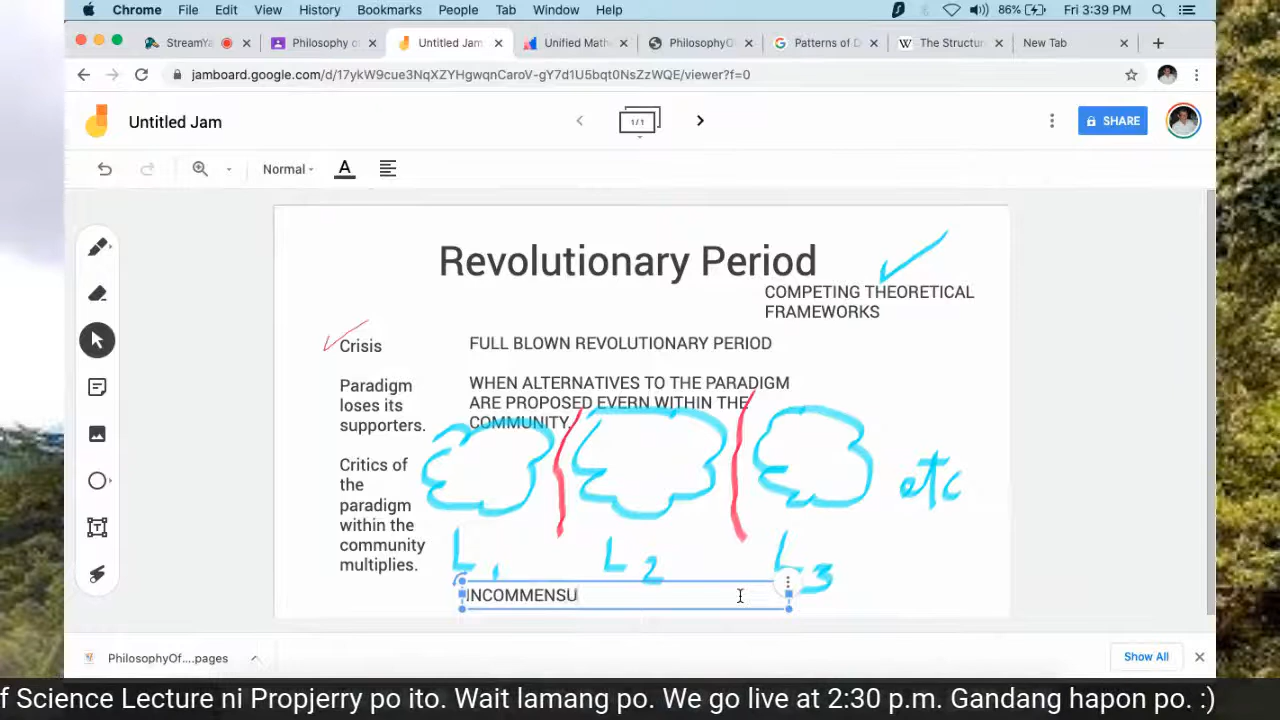 Chrome File Edit View History Bookmarks People Tab Window Help 86% Fri 3:39 PM
StreamYa Philosophy of Untitled Jam Unified Math PhilosophyO Patterns of D The Structur New Tab
jamboard.google.com/d/17ykW9cue3NqXZYHgwqnCaroV-gY7d1U5bqt0NsZzWQE/viewer?f=0
Untitled Jam
1/1
SHARE
Normal
A
Revolutionary Period
COMPETING THEORETICAL
FRAMEWORKS
Crisis
FULL BLOWN REVOLUTIONARY PERIOD
Paradigm
loses its
supporters.
WHEN ALTERNATIVES TO THE PARADIGM
ARE PROPOSED EVERN WITHIN THE
COMMUNITY.
Critics of
the
paradigm
within the
community
multiplies.
etc
L1 L2 L3
INCOMMENSU
PhilosophyOf....pages
Show All
f Science Lecture ni Propjerry po ito. Wait lamang po. We go live at 2:30 p.m. Gandang hapon po. :)